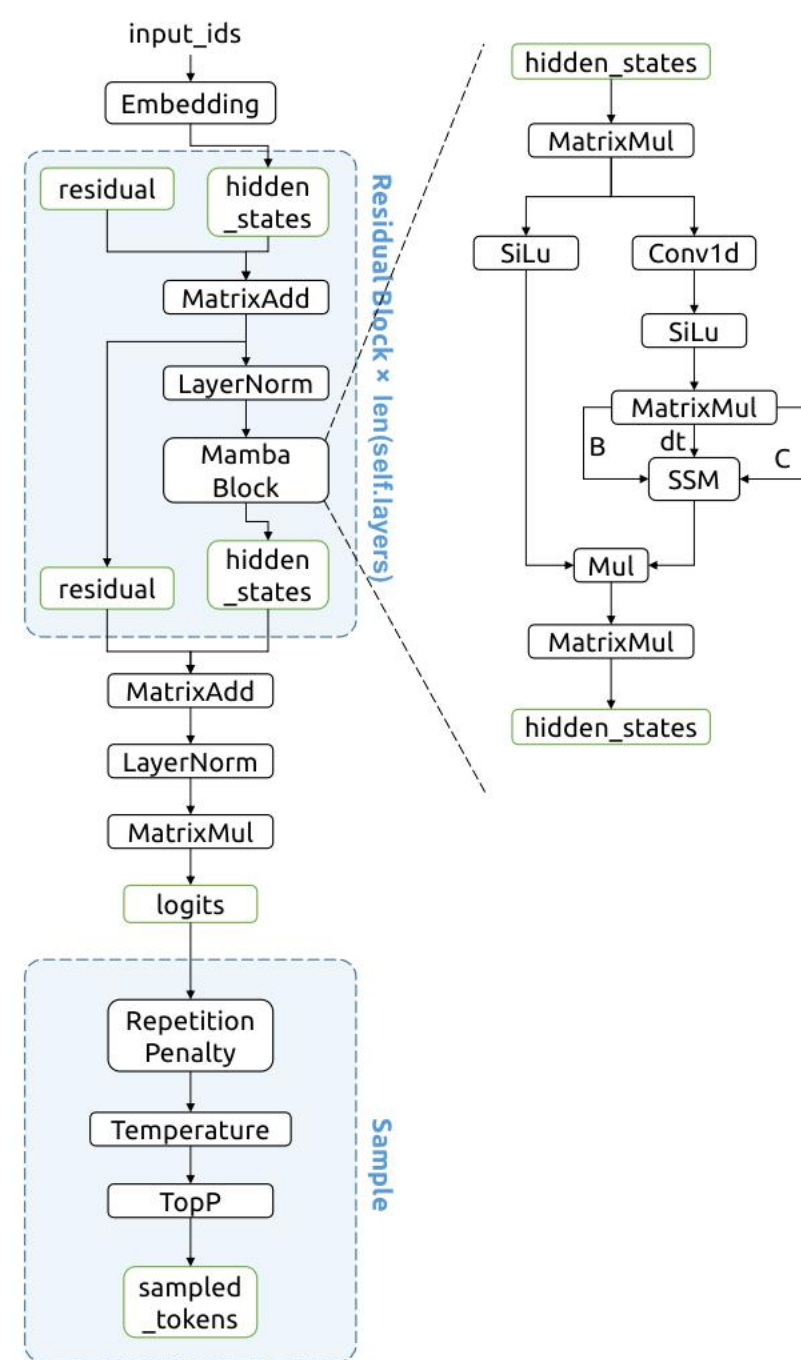 input_ids
Embedding
residual
hidden
_states
MatrixAdd
LayerNorm
Mamba
Block
residual
hidden
_states
Residual Block × len(self.layers)
MatrixAdd
LayerNorm
MatrixMul
logits
Repetition
Penalty
Temperature
TopP
sampled
_tokens
Sample
hidden_states
MatrixMul
SiLu
Conv1d
SiLu
MatrixMul
B
dt
C
SSM
Mul
MatrixMul
hidden_states